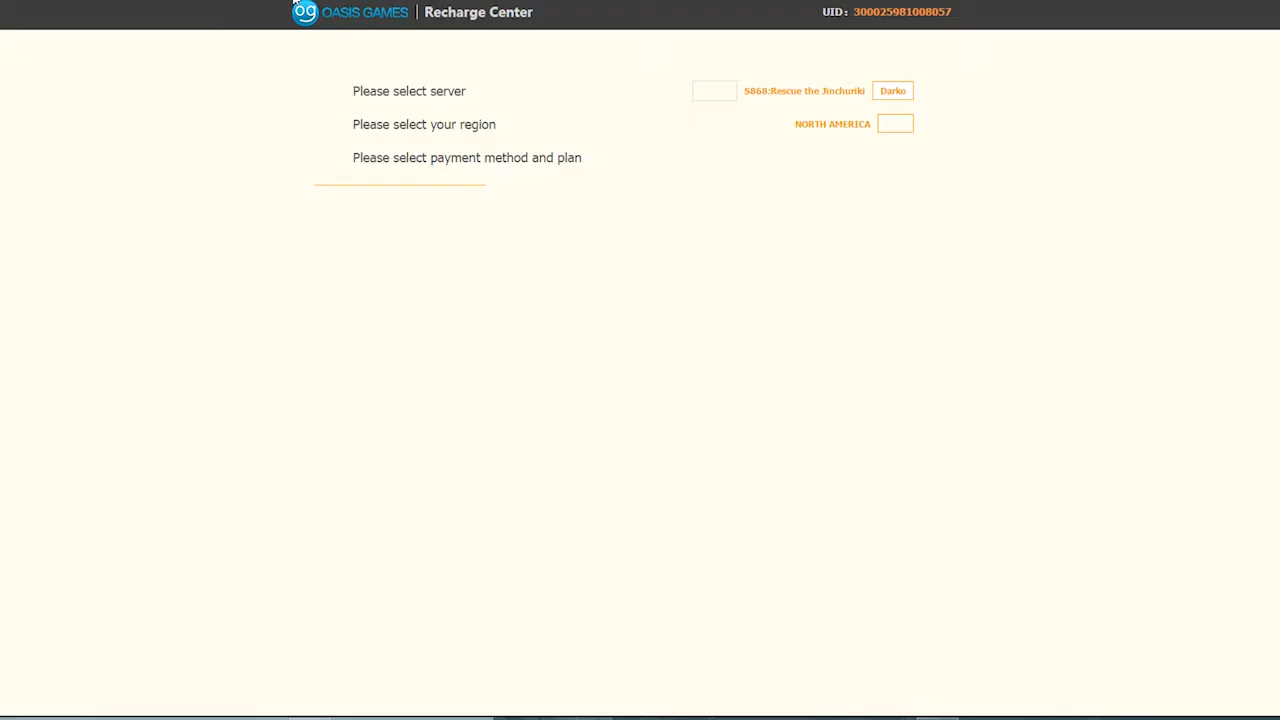 og OASIS GAMES | Recharge Center UID: 300025981008057
Please select server S868:Rescue the Jinchuriki Darko
Please select your region NORTH AMERICA
Please select payment method and plan